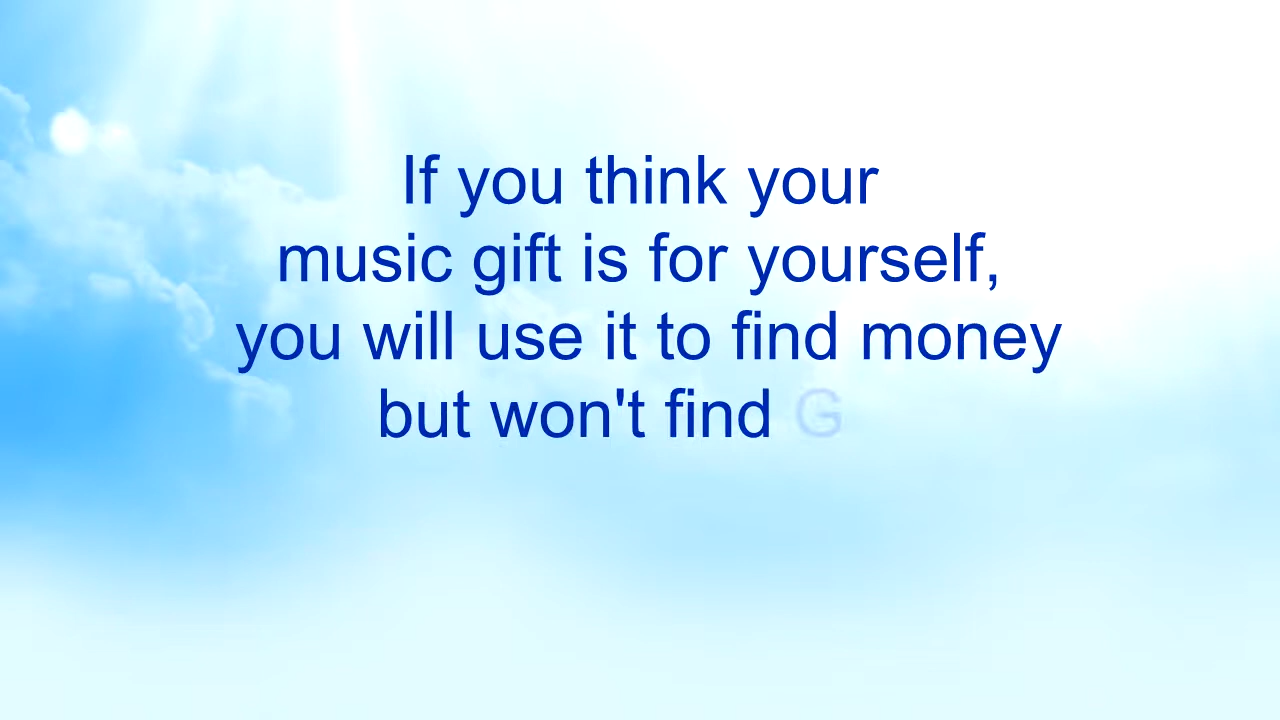 If you think your
music gift is for yourself,
you will use it to find money
but won't find G